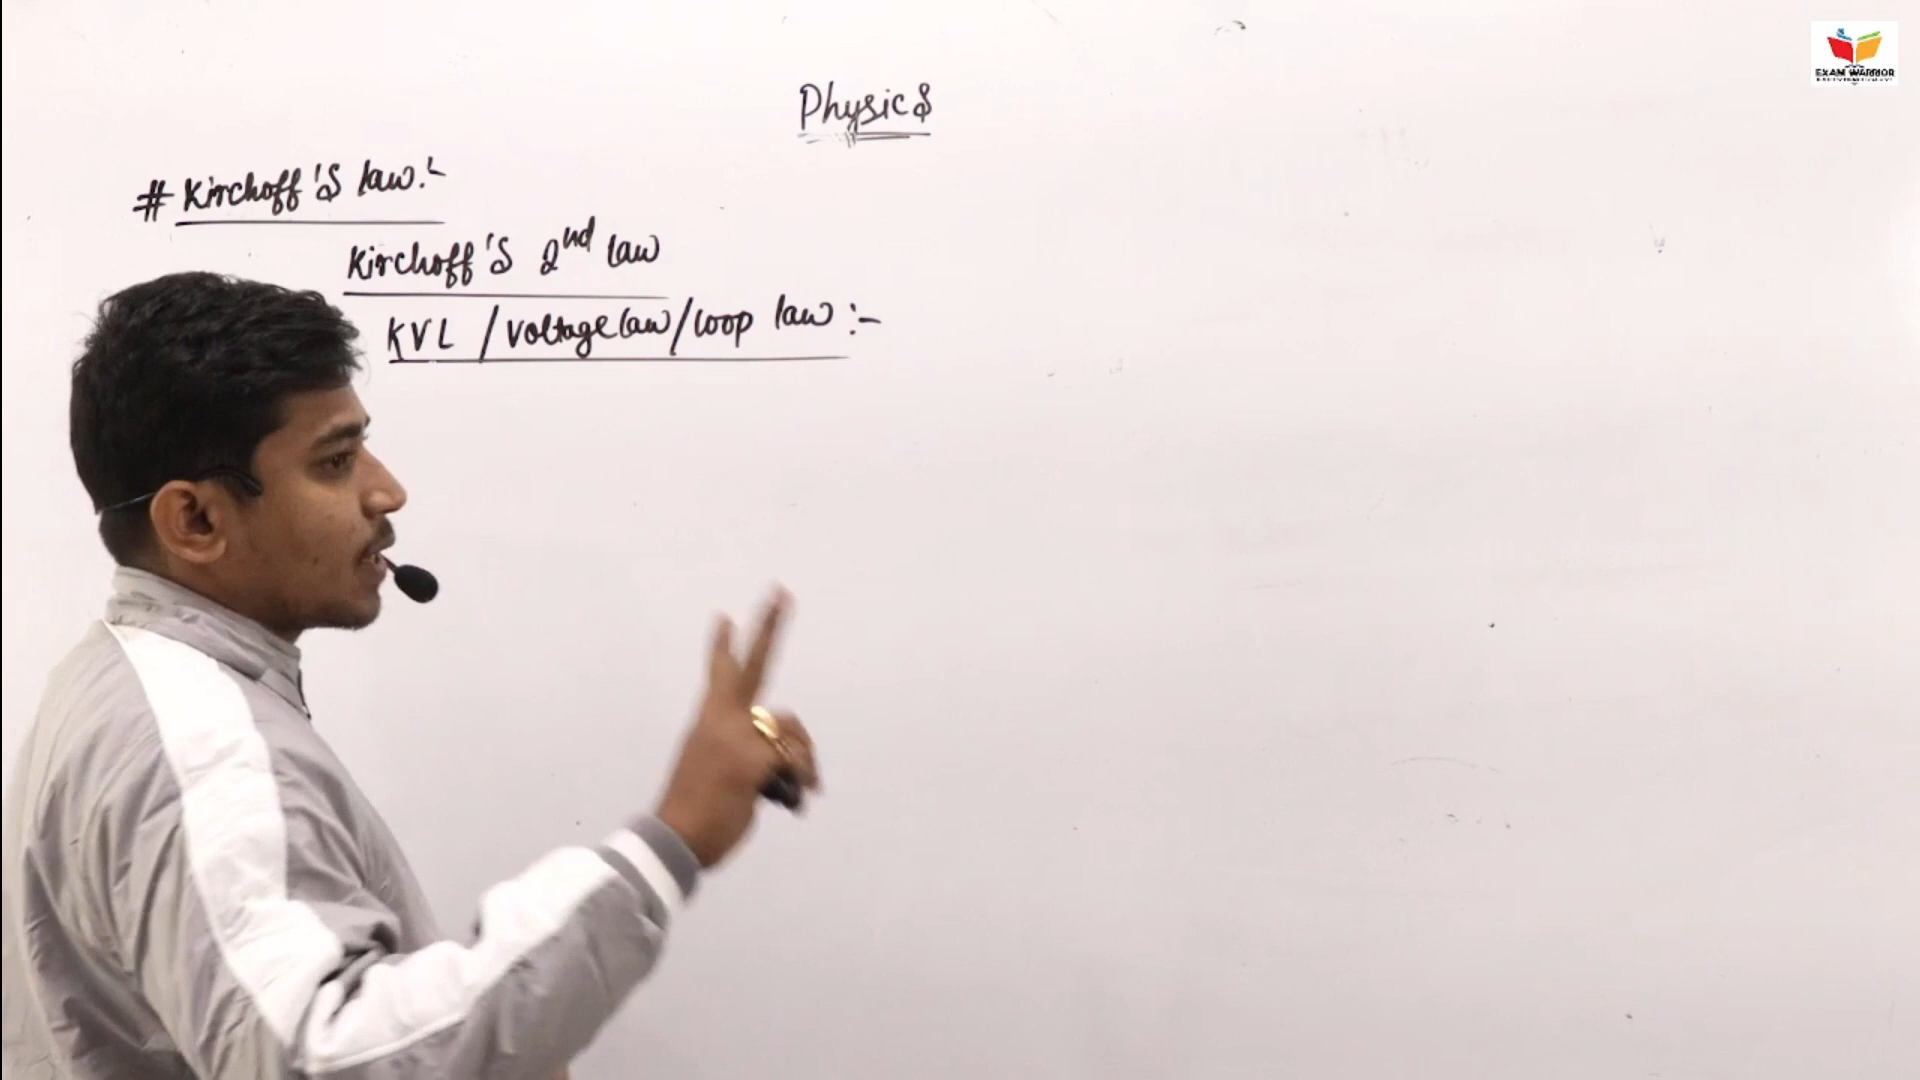 Physics
# Kirchoff's law:-
Kirchoff's 2nd law
KVL / voltage law / loop law :-
EXAM WARRIOR